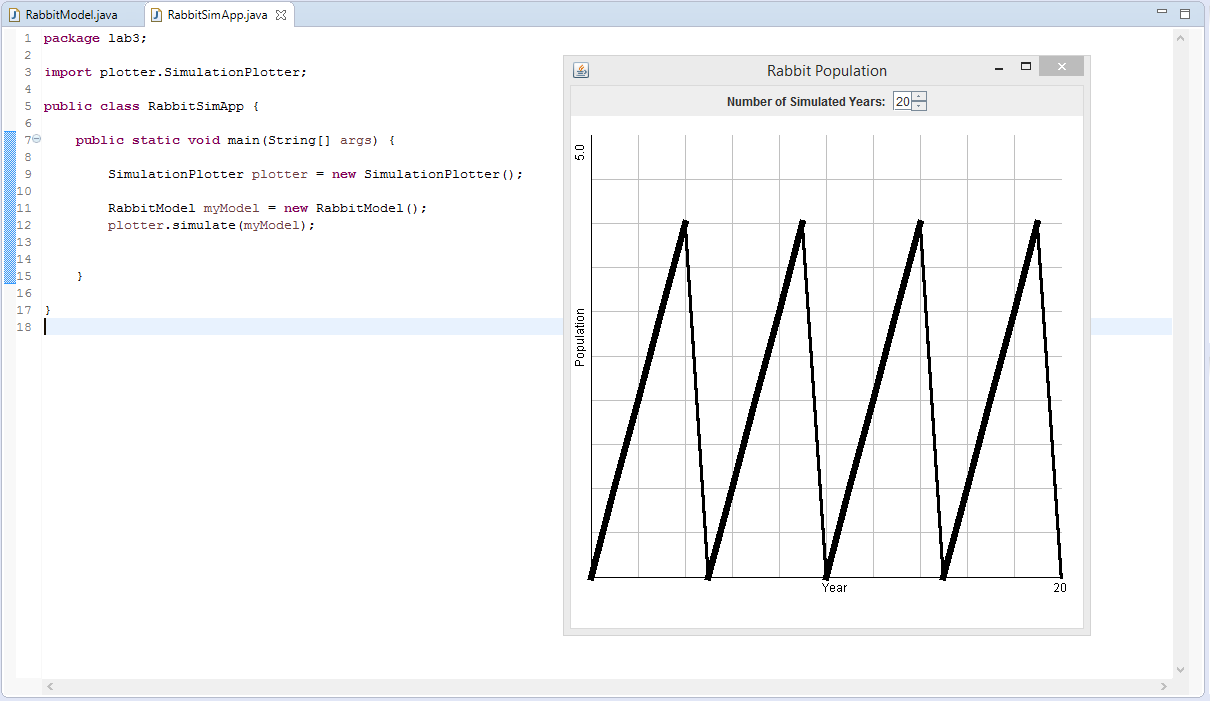 RabbitModel.java
RabbitSimApp.java
1 package lab3;
2
3 import plotter.SimulationPlotter;
4
5 public class RabbitSimApp {
6
7     public static void main(String[] args) {
8
9         SimulationPlotter plotter = new SimulationPlotter();
10
11         RabbitModel myModel = new RabbitModel();
12         plotter.simulate(myModel);
13
14
15     }
16
17 }
18
Rabbit Population
Number of Simulated Years: 20
5.0
Population
Year
20